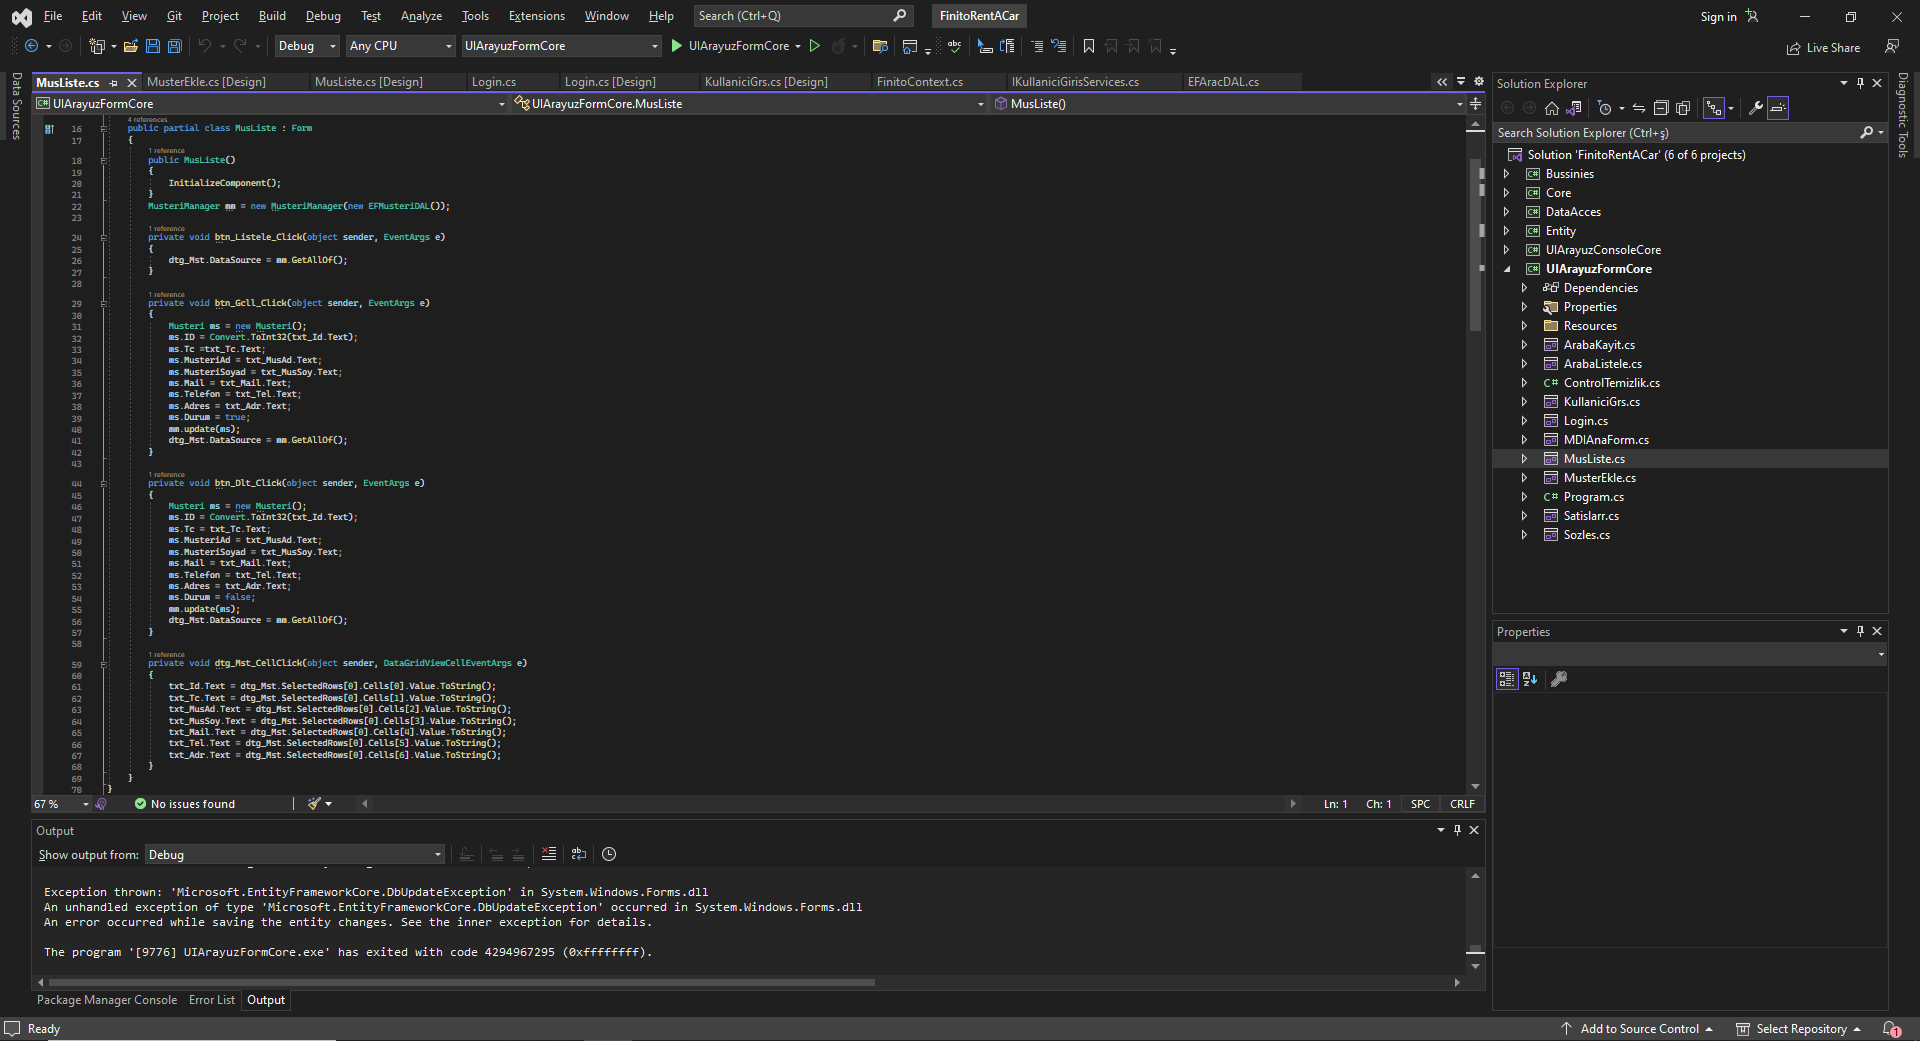 File Edit View Git Project Build Debug Test Analyze Tools Extensions Window Help Search (Ctrl+Q) FinitoRentACar Sign in
Debug Any CPU UIArayuzFormCore UIArayuzFormCore Live Share
Data Sources
MusListe.cs MusterEkle.cs [Design] MusListe.cs [Design] Login.cs Login.cs [Design] KullaniciGrs.cs [Design] FinitoContext.cs IKullaniciGirisServices.cs EFAracDAL.cs
UIArayuzFormCore UIArayuzFormCore.MusListe MusListe()
4 references
16 public partial class MusListe : Form
17 {
1 reference
18 public MusListe()
19 {
20 InitializeComponent();
21 }
22 MusteriManager mm = new MusteriManager(new EFMusteriDAL());
23
1 reference
24 private void btn_Listele_Click(object sender, EventArgs e)
25 {
26 dtg_Mst.DataSource = mm.GetAllOf();
27 }
28
1 reference
29 private void btn_Gcll_Click(object sender, EventArgs e)
30 {
31 Musteri ms = new Musteri();
32 ms.ID = Convert.ToInt32(txt_Id.Text);
33 ms.Tc =txt_Tc.Text;
34 ms.MusteriAd = txt_MusAd.Text;
35 ms.MusteriSoyad = txt_MusSoy.Text;
36 ms.Mail = txt_Mail.Text;
37 ms.Telefon = txt_Tel.Text;
38 ms.Adres = txt_Adr.Text;
39 ms.Durum = true;
40 mm.update(ms);
41 dtg_Mst.DataSource = mm.GetAllOf();
42 }
43
1 reference
44 private void btn_Dlt_Click(object sender, EventArgs e)
45 {
46 Musteri ms = new Musteri();
47 ms.ID = Convert.ToInt32(txt_Id.Text);
48 ms.Tc = txt_Tc.Text;
49 ms.MusteriAd = txt_MusAd.Text;
50 ms.MusteriSoyad = txt_MusSoy.Text;
51 ms.Mail = txt_Mail.Text;
52 ms.Telefon = txt_Tel.Text;
53 ms.Adres = txt_Adr.Text;
54 ms.Durum = false;
55 mm.update(ms);
56 dtg_Mst.DataSource = mm.GetAllOf();
57 }
58
1 reference
59 private void dtg_Mst_CellClick(object sender, DataGridViewCellEventArgs e)
60 {
61 txt_Id.Text = dtg_Mst.SelectedRows[0].Cells[0].Value.ToString();
62 txt_Tc.Text = dtg_Mst.SelectedRows[0].Cells[1].Value.ToString();
63 txt_MusAd.Text = dtg_Mst.SelectedRows[0].Cells[2].Value.ToString();
64 txt_MusSoy.Text = dtg_Mst.SelectedRows[0].Cells[3].Value.ToString();
65 txt_Mail.Text = dtg_Mst.SelectedRows[0].Cells[4].Value.ToString();
66 txt_Tel.Text = dtg_Mst.SelectedRows[0].Cells[5].Value.ToString();
67 txt_Adr.Text = dtg_Mst.SelectedRows[0].Cells[6].Value.ToString();
68 }
69 }
70 }
67 % No issues found Ln: 1 Ch: 1 SPC CRLF
Output
Show output from: Debug
Exception thrown: 'Microsoft.EntityFrameworkCore.DbUpdateException' in System.Windows.Forms.dll
An unhandled exception of type 'Microsoft.EntityFrameworkCore.DbUpdateException' occurred in System.Windows.Forms.dll
An error occurred while saving the entity changes. See the inner exception for details.
The program '[9776] UIArayuzFormCore.exe' has exited with code 4294967295 (0xffffffff).
Package Manager Console Error List Output
Solution Explorer
Search Solution Explorer (Ctrl+ş)
Solution 'FinitoRentACar' (6 of 6 projects)
Bussinies
Core
DataAcces
Entity
UIArayuzConsoleCore
UIArayuzFormCore
Dependencies
Properties
Resources
ArabaKayit.cs
ArabaListele.cs
ControlTemizlik.cs
KullaniciGrs.cs
Login.cs
MDIAnaForm.cs
MusListe.cs
MusterEkle.cs
Program.cs
Satislarr.cs
Sozles.cs
Properties
Diagnostic Tools
Ready Add to Source Control Select Repository 1